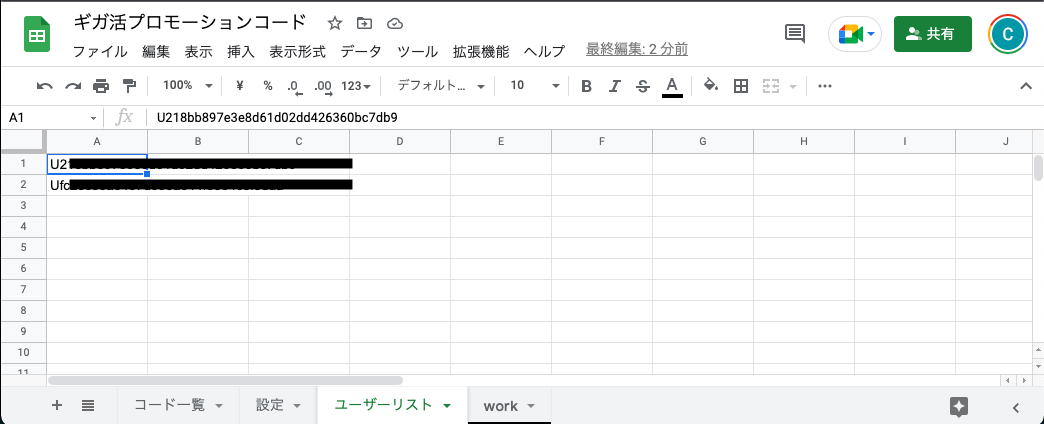 ギガ活プロモーションコード
ファイル 編集 表示 挿入 表示形式 データ ツール 拡張機能 ヘルプ 最終編集: 2 分前
共有
C
100% ¥ % .0 .00 123 デフォルト... 10 B I S A
A1 fx U218bb897e3e8d61d02dd426360bc7db9
A B C D E F G H I J
1 U21
2 Ufc
3
4
5
6
7
8
9
10
11
+ コード一覧 設定 ユーザーリスト work